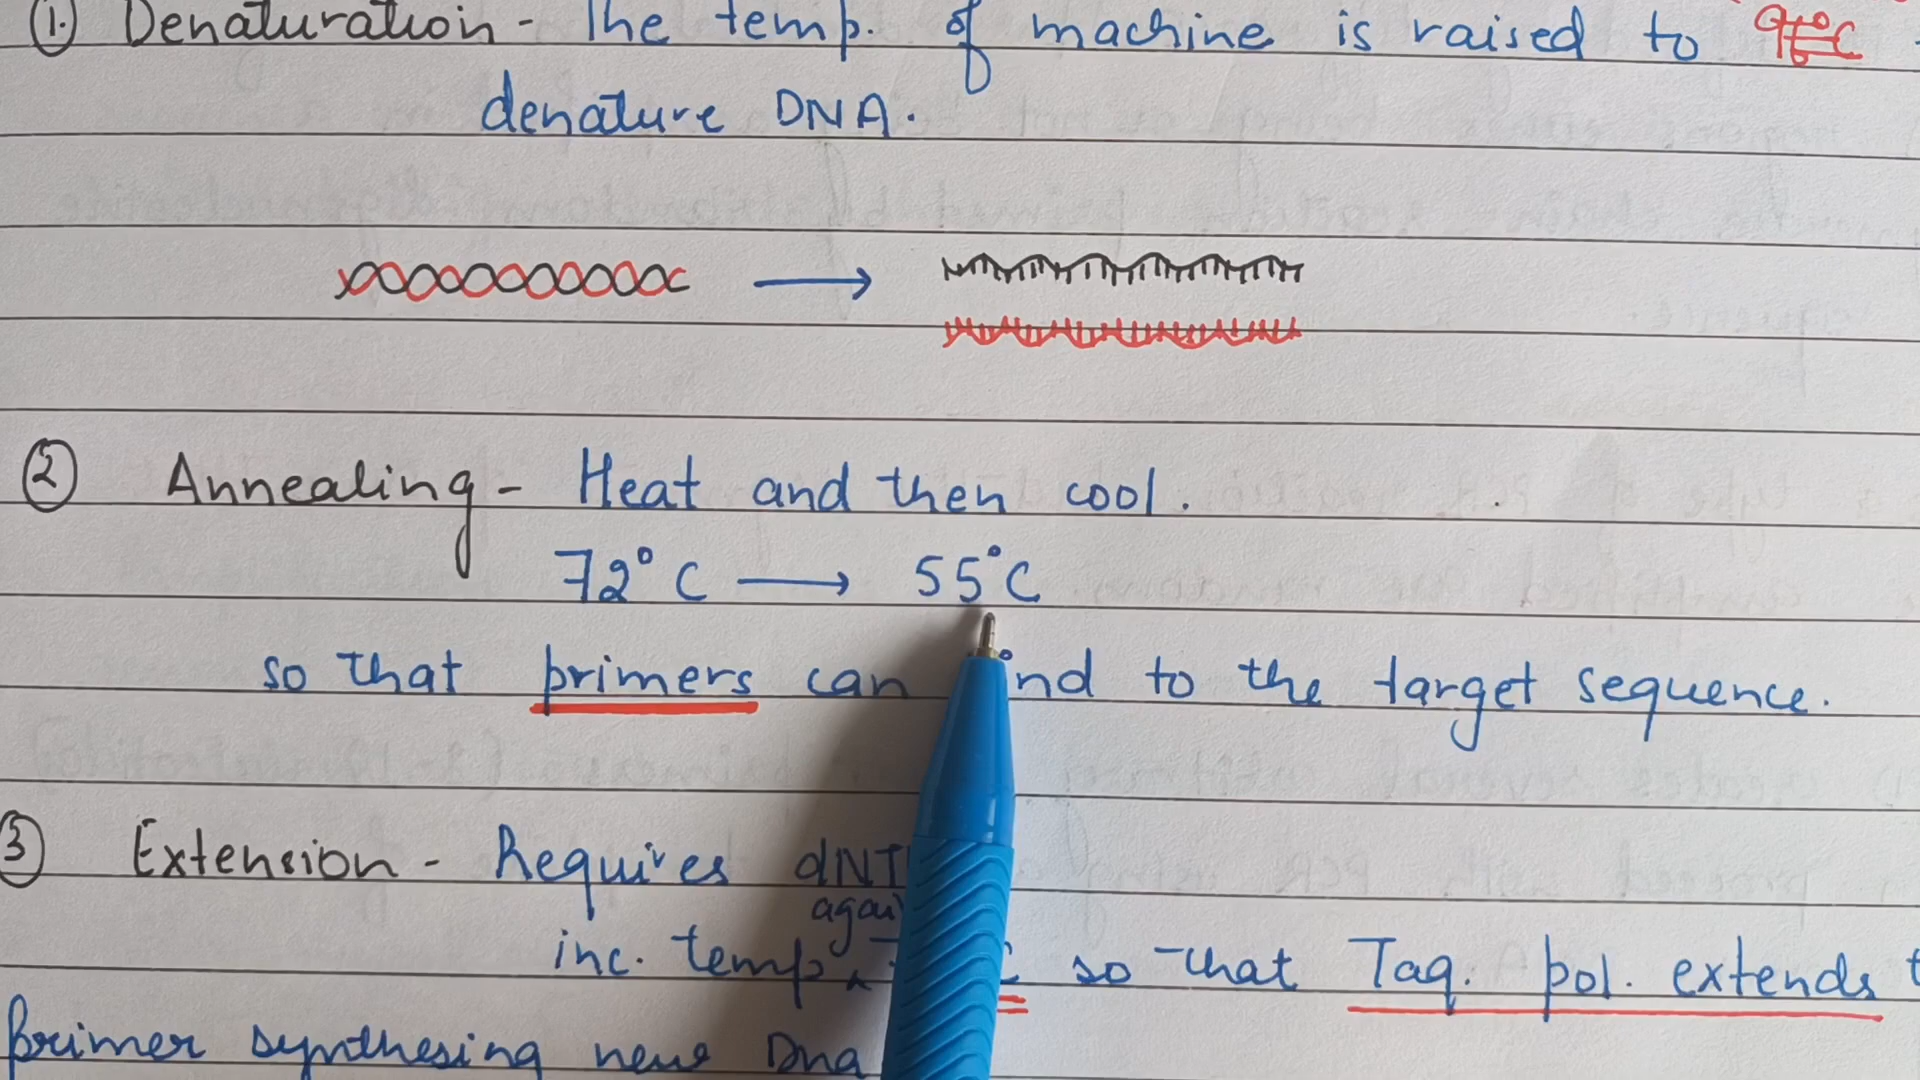 ① Denaturation - The temp. of machine is raised to
denature DNA.
② Annealing - Heat and then cool.
72°C → 55°C
so that primers can to the target sequence.
③ Extension - Requires
inc. temp so that Taq. pol. extends
primer synthesing new Dna